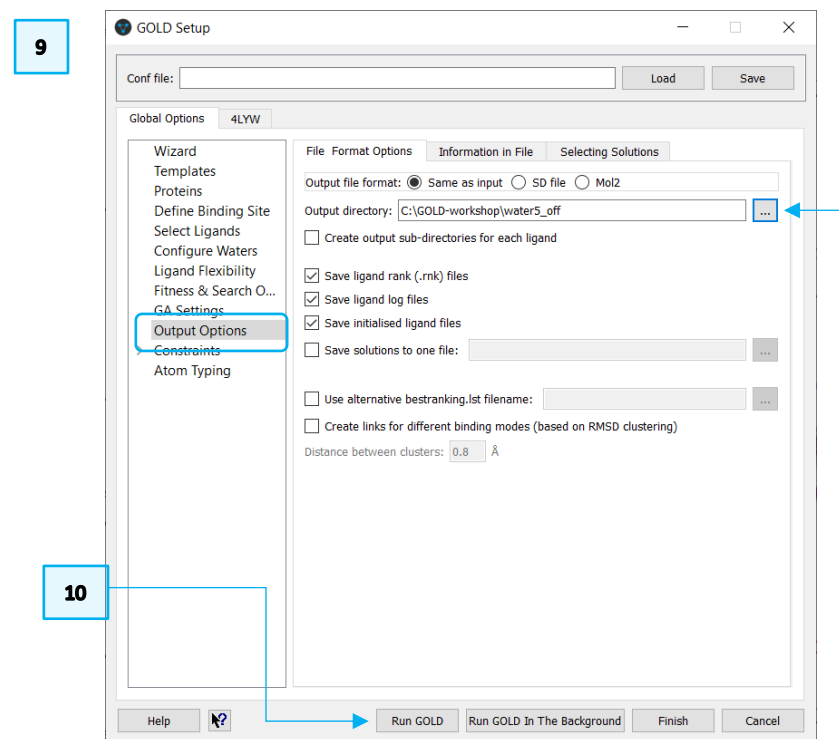 9
GOLD Setup
Conf file: Load Save
Global Options 4LYW
Wizard
Templates
Proteins
Define Binding Site
Select Ligands
Configure Waters
Ligand Flexibility
Fitness & Search O...
GA Settings
Output Options
Constraints
Atom Typing
File Format Options Information in File Selecting Solutions
Output file format: Same as input SD file Mol2
Output directory: C:\GOLD-workshop\water5_off ...
Create output sub-directories for each ligand
Save ligand rank (.rnk) files
Save ligand log files
Save initialised ligand files
Save solutions to one file: ...
Use alternative bestranking.lst filename: ...
Create links for different binding modes (based on RMSD clustering)
Distance between clusters: 0.8 Å
10
Help ? Run GOLD Run GOLD In The Background Finish Cancel